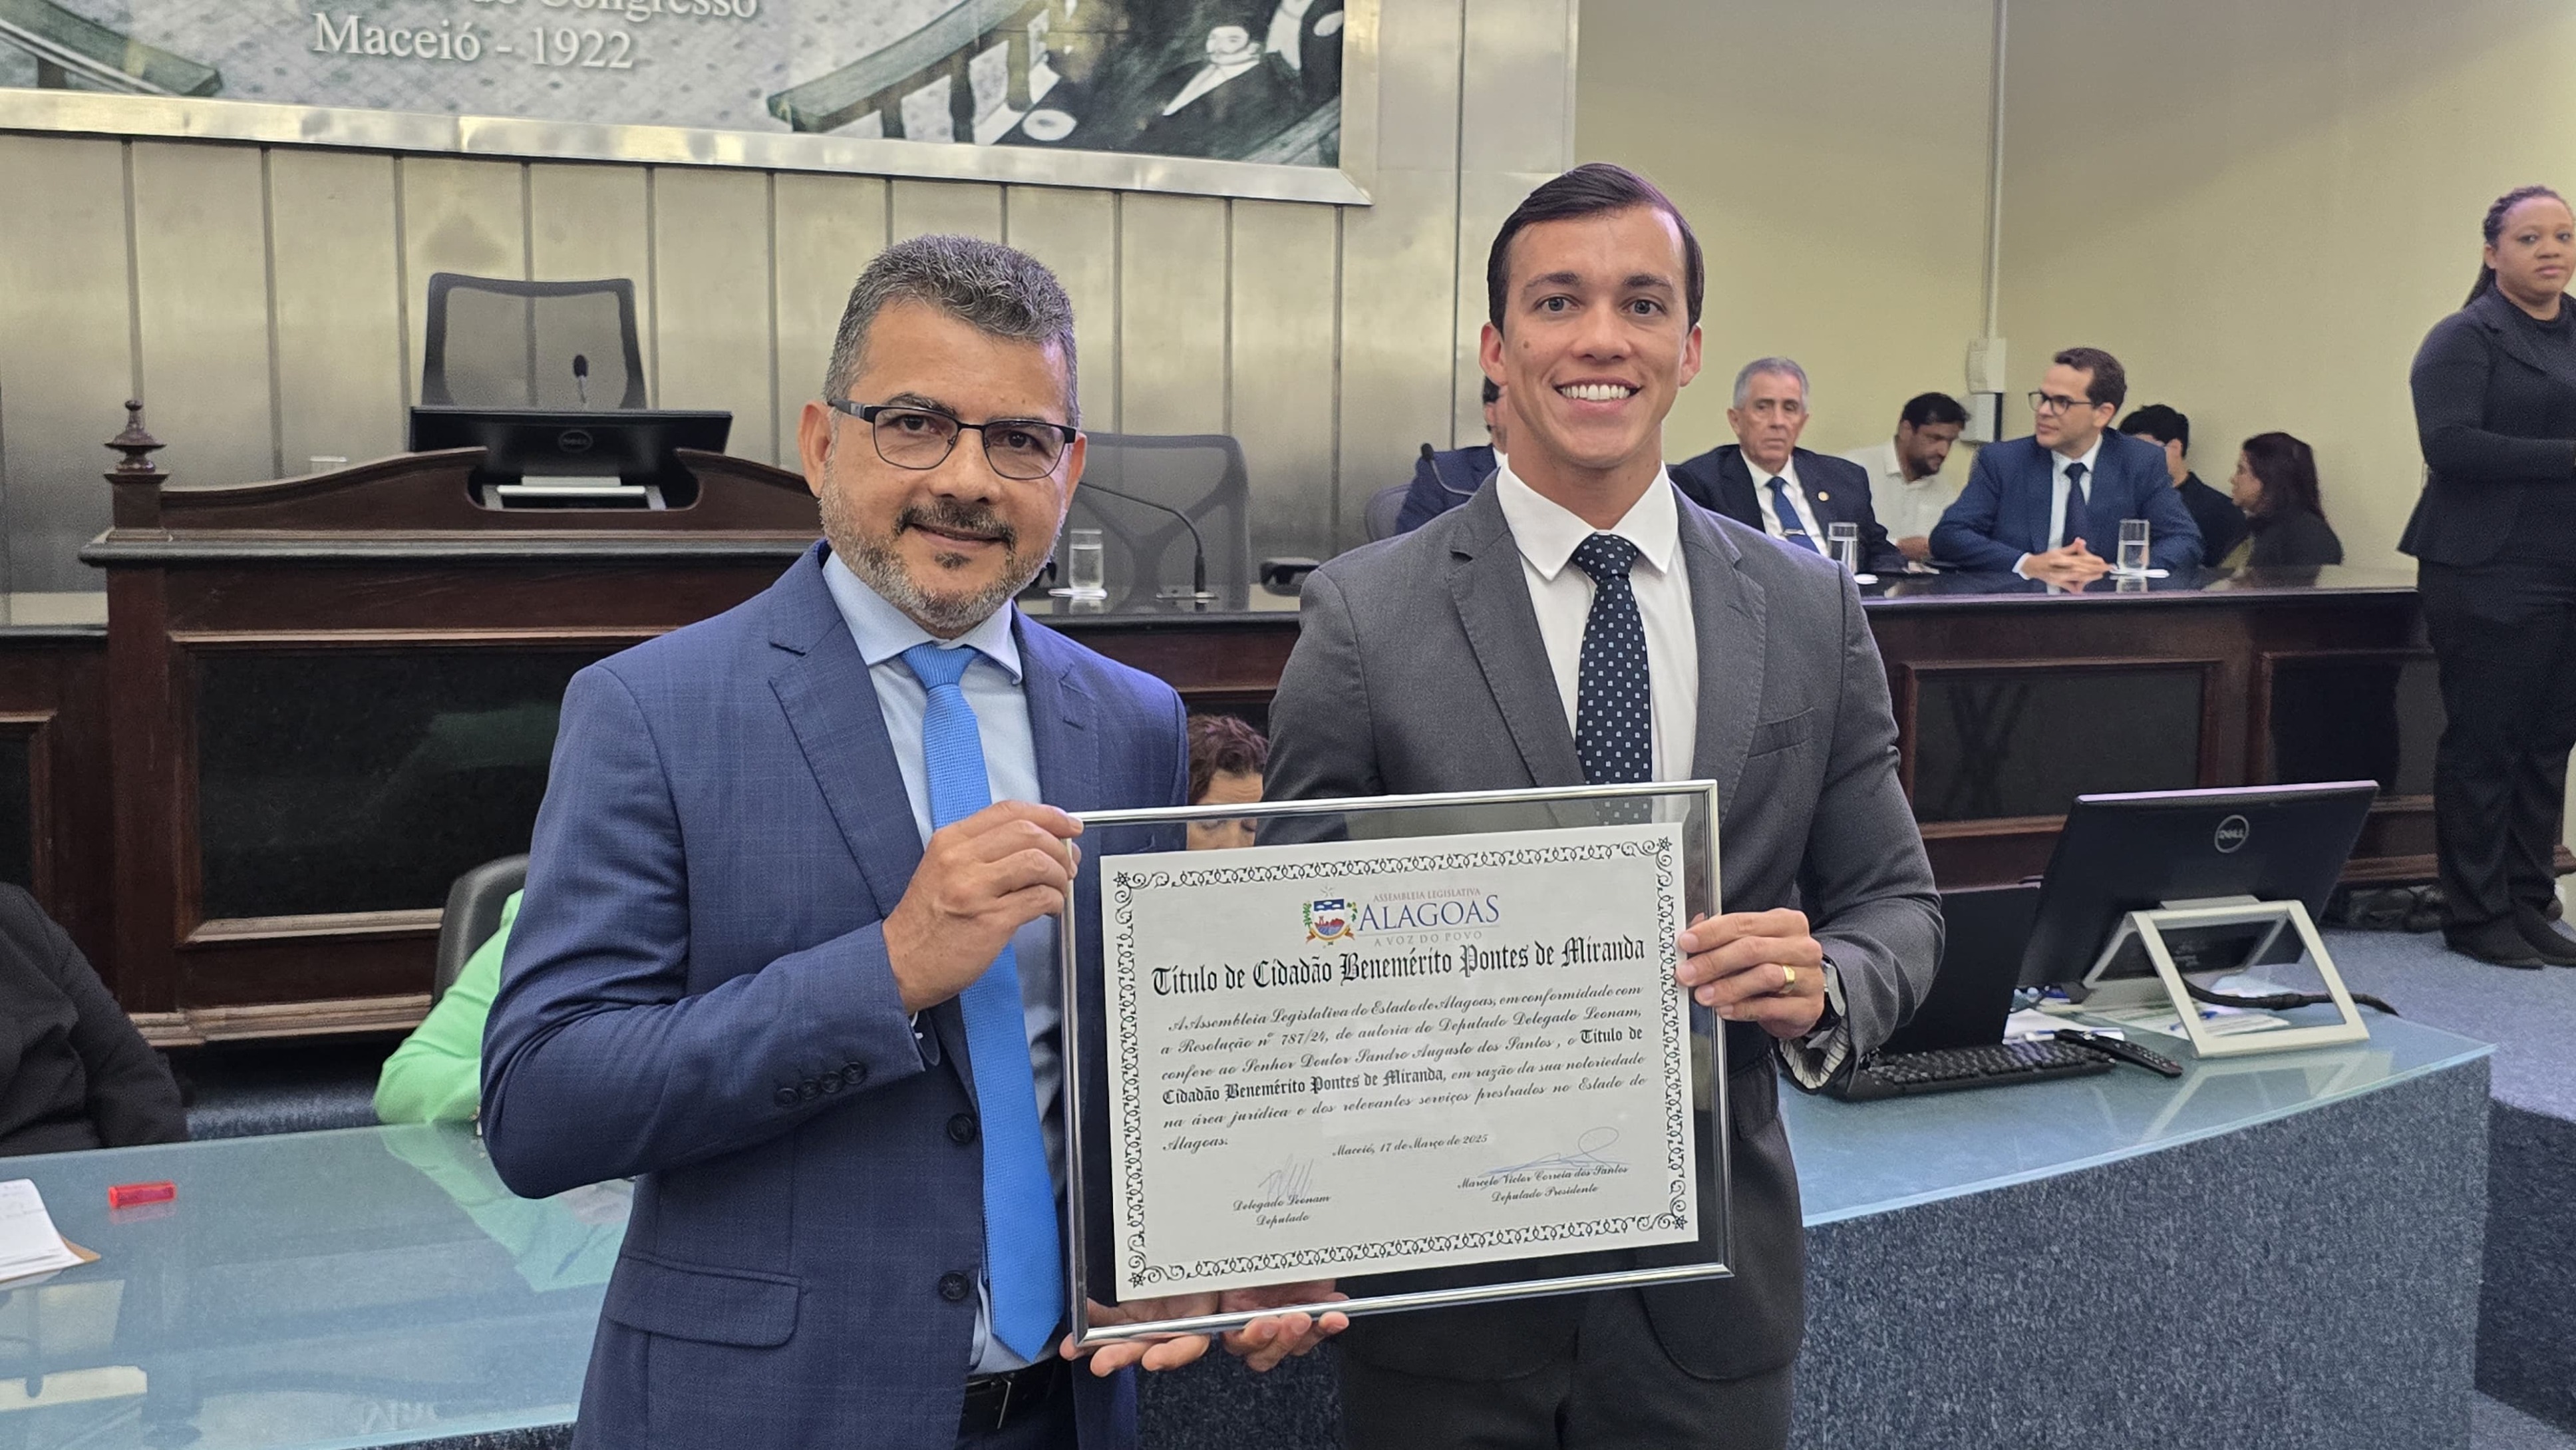 do Congresso
Maceió - 1922
DELL
ASSEMBLEIA LEGISLATIVA
ALAGOAS
A VOZ DO POVO
Título de Cidadão Benemérito Pontes de Miranda
A Assembleia Legislativa do Estado de Alagoas, em conformidade com
a Resolução nº 787/24, de autoria do Deputado Delegado Leonam,
confere ao Senhor Doutor Sandro Augusto dos Santos , o Título de
Cidadão Benemérito Pontes de Miranda, em razão da sua notoriedade
na área jurídica e dos relevantes serviços prestrados no Estado de
Alagoas.
Maceió, 17 de Março de 2025
Delegado Leonam
Deputado
Marcelo Victor Correia dos Santos
Deputado Presidente
DELL